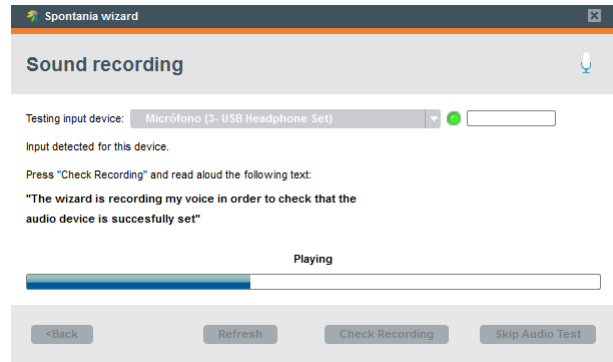 Spontania wizard
Sound recording
Testing input device: Micrófono (3- USB Headphone Set)
Input detected for this device.
Press "Check Recording" and read aloud the following text:
"The wizard is recording my voice in order to check that the
audio device is succesfully set"
Playing
<Back Refresh Check Recording Skip Audio Test